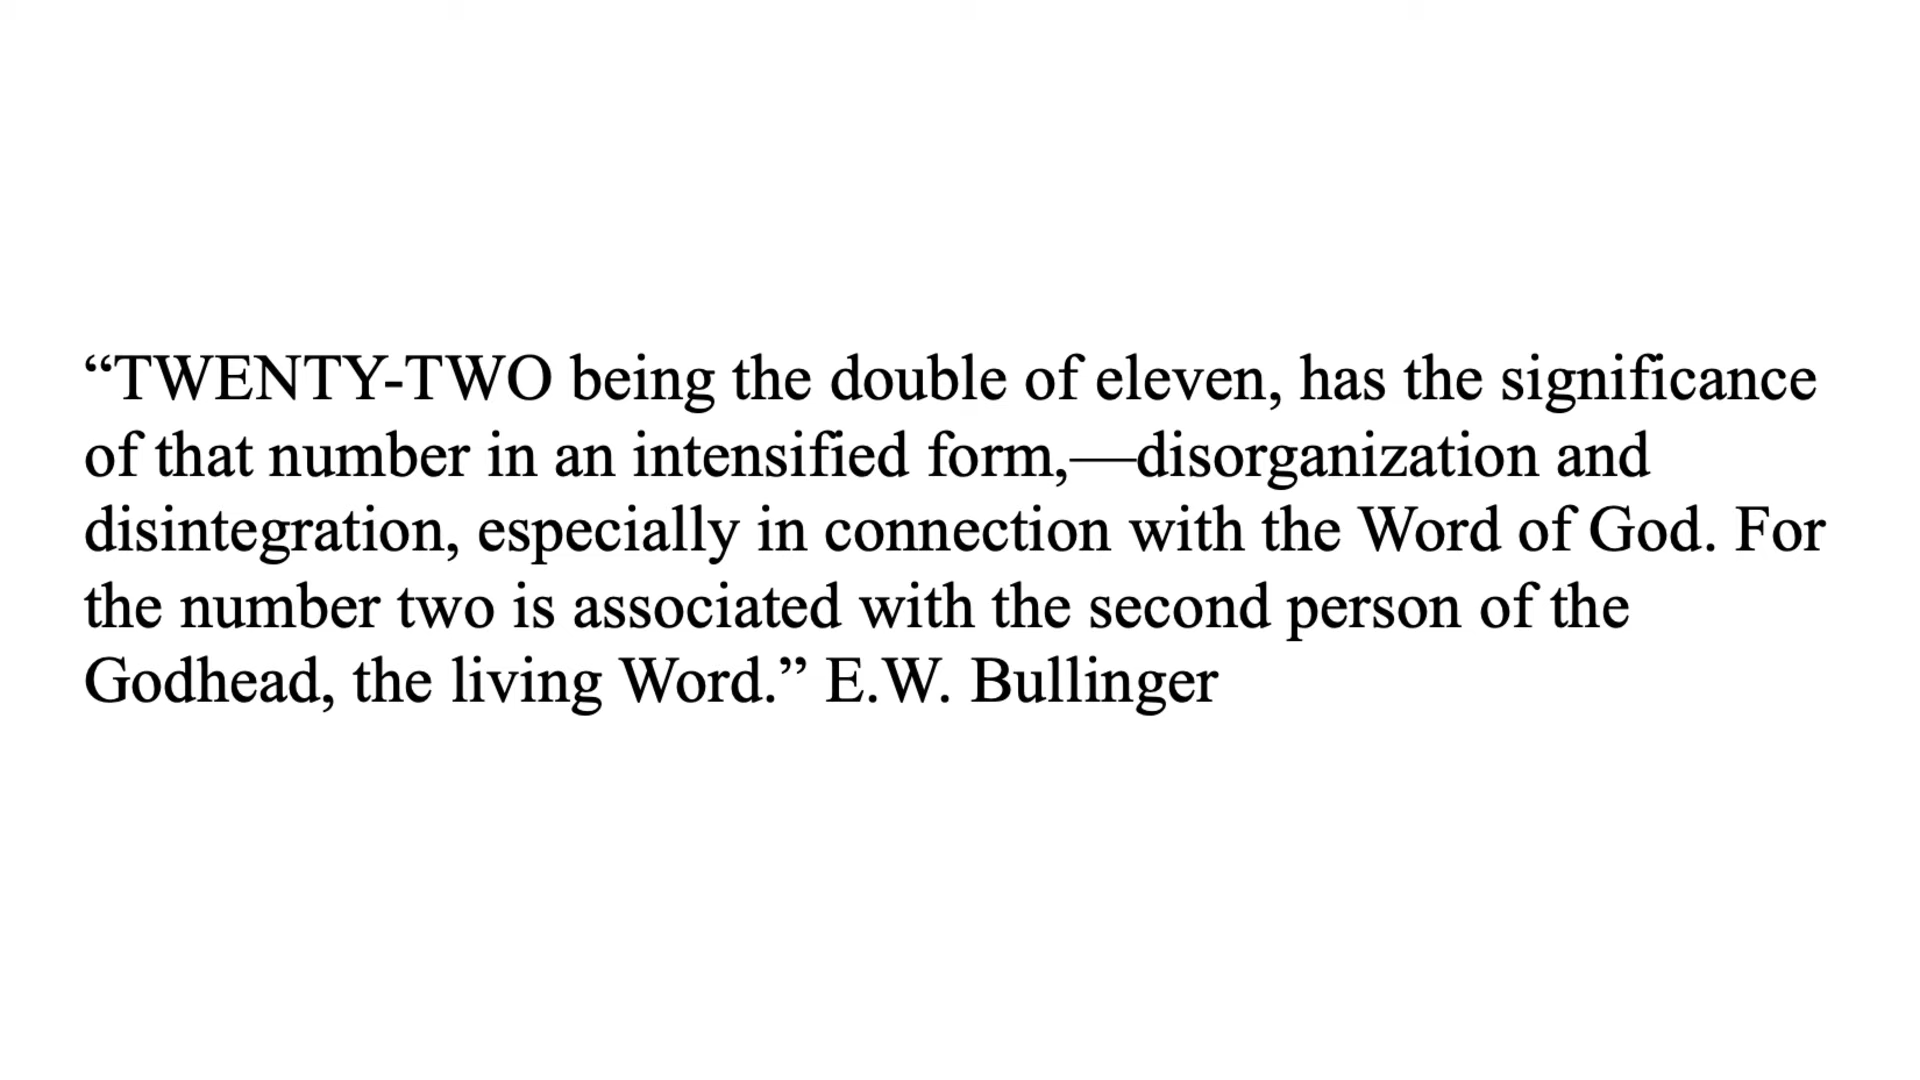 “TWENTY-TWO being the double of eleven, has the significance
of that number in an intensified form,—disorganization and
disintegration, especially in connection with the Word of God. For
the number two is associated with the second person of the
Godhead, the living Word.” E.W. Bullinger